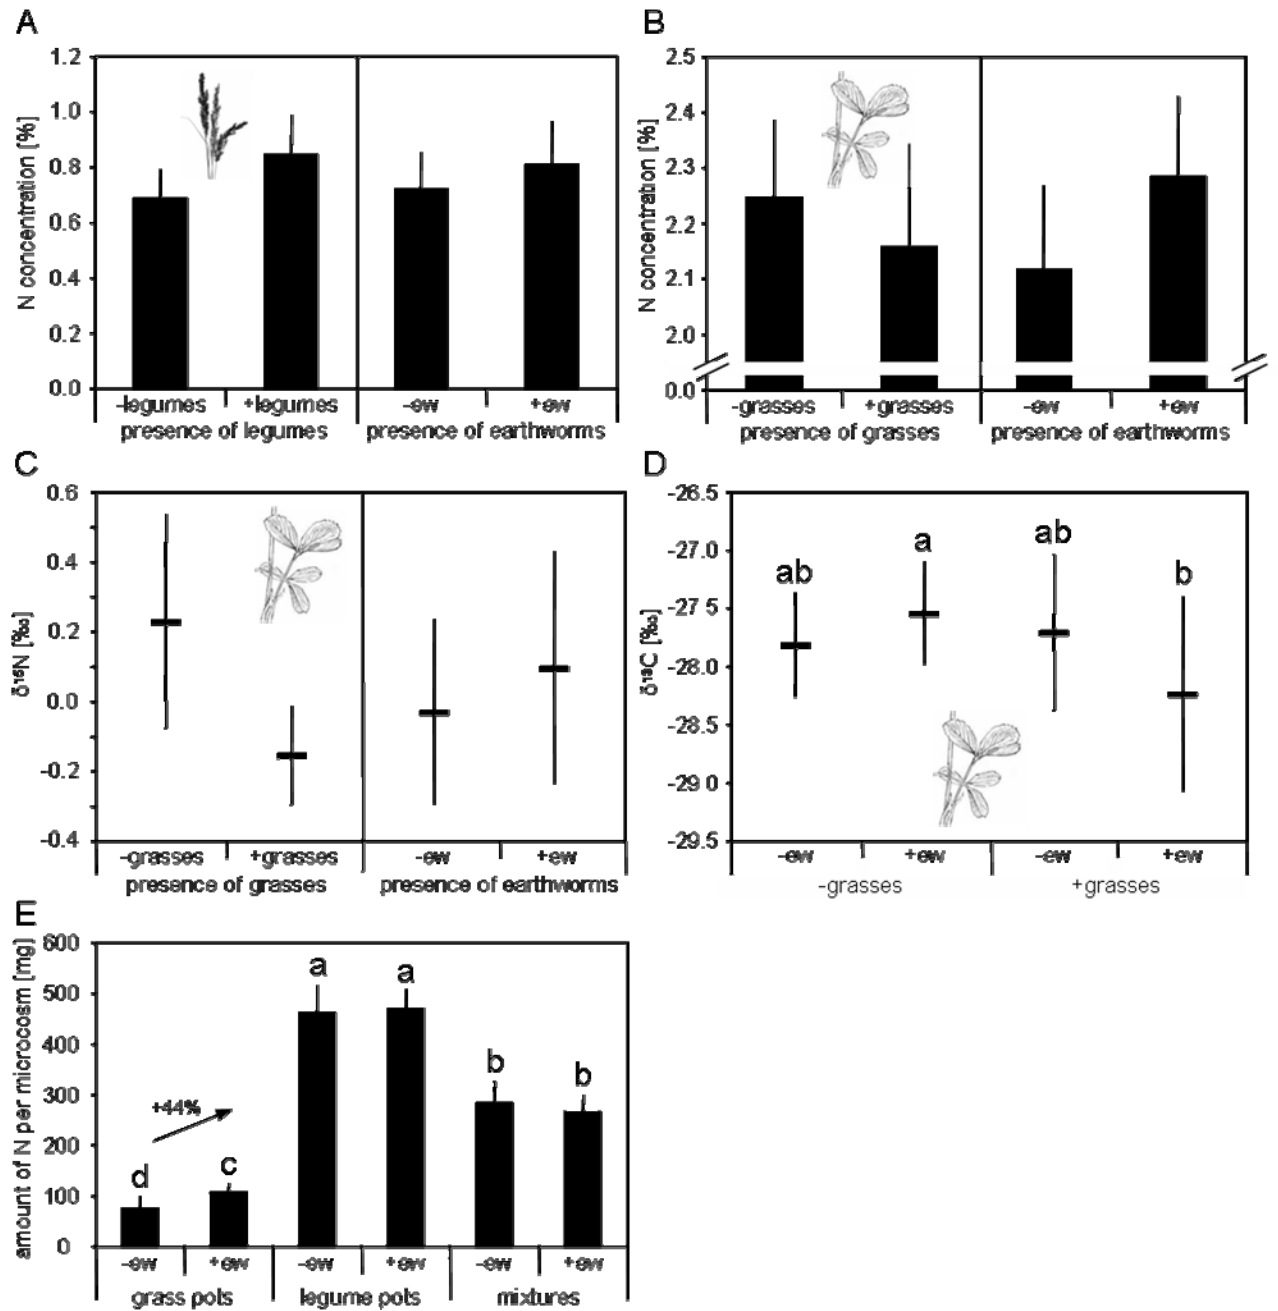 A
N concentration [%]
1.2
1.0
0.8
0.6
0.4
0.2
0.0
-legumes +legumes -ew +ew
presence of legumes presence of earthworms
B
N concentration [%]
2.5
2.4
2.3
2.2
2.1
2.0
0.0
-grasses +grasses -ew +ew
presence of grasses presence of earthworms
C
δ¹⁵N [‰]
0.6
0.4
0.2
0.0
-0.2
-0.4
-grasses +grasses -ew +ew
presence of grasses presence of earthworms
D
δ¹³C [‰]
-26.5
-27.0
-27.5
-28.0
-28.5
-29.0
-29.5
ab a ab b
-ew +ew -ew +ew
-grasses +grasses
E
amount of N per microcosm [mg]
600
500
400
300
200
100
0
+44%
d c a a b b
-ew +ew -ew +ew -ew +ew
grass pots legume pots mixtures